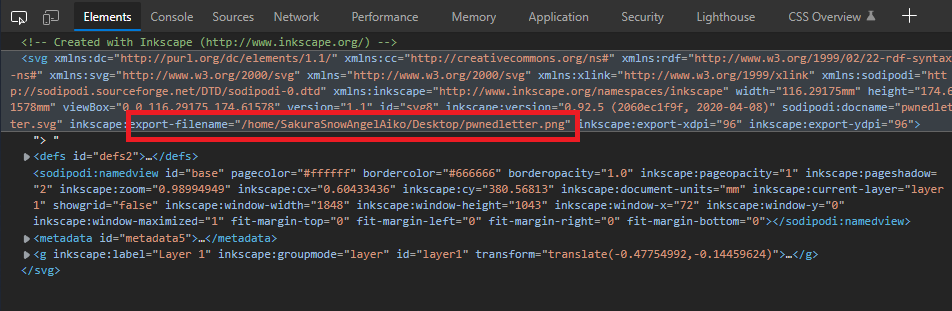 Elements Console Sources Network Performance Memory Application Security Lighthouse CSS Overview
<!-- Created with Inkscape (http://www.inkscape.org/) -->
<svg xmlns:dc="http://purl.org/dc/elements/1.1/" xmlns:cc="http://creativecommons.org/ns#" xmlns:rdf="http://www.w3.org/1999/02/22-rdf-syntax
-ns#" xmlns:svg="http://www.w3.org/2000/svg" xmlns="http://www.w3.org/2000/svg" xmlns:xlink="http://www.w3.org/1999/xlink" xmlns:sodipodi="htt
p://sodipodi.sourceforge.net/DTD/sodipodi-0.dtd" xmlns:inkscape="http://www.inkscape.org/namespaces/inkscape" width="116.29175mm" height="174.6
1578mm" viewBox="0 0 116.29175 174.61578" version="1.1" id="svg8" inkscape:version="0.92.5 (2060ec1f9f, 2020-04-08)" sodipodi:docname="pwnedlet
ter.svg" inkscape:export-filename="/home/SakuraSnowAngelAiko/Desktop/pwnedletter.png" inkscape:export-xdpi="96" inkscape:export-ydpi="96">
"> "
<defs id="defs2">…</defs>
<sodipodi:namedview id="base" pagecolor="#ffffff" bordercolor="#666666" borderopacity="1.0" inkscape:pageopacity="1" inkscape:pageshadow=
"2" inkscape:zoom="0.98994949" inkscape:cx="0.60433436" inkscape:cy="380.56813" inkscape:document-units="mm" inkscape:current-layer="layer
1" showgrid="false" inkscape:window-width="1848" inkscape:window-height="1043" inkscape:window-x="72" inkscape:window-y="0"
inkscape:window-maximized="1" fit-margin-top="0" fit-margin-left="0" fit-margin-right="0" fit-margin-bottom="0"></sodipodi:namedview>
<metadata id="metadata5">…</metadata>
<g inkscape:label="Layer 1" inkscape:groupmode="layer" id="layer1" transform="translate(-0.47754992,-0.14459624)">…</g>
</svg>